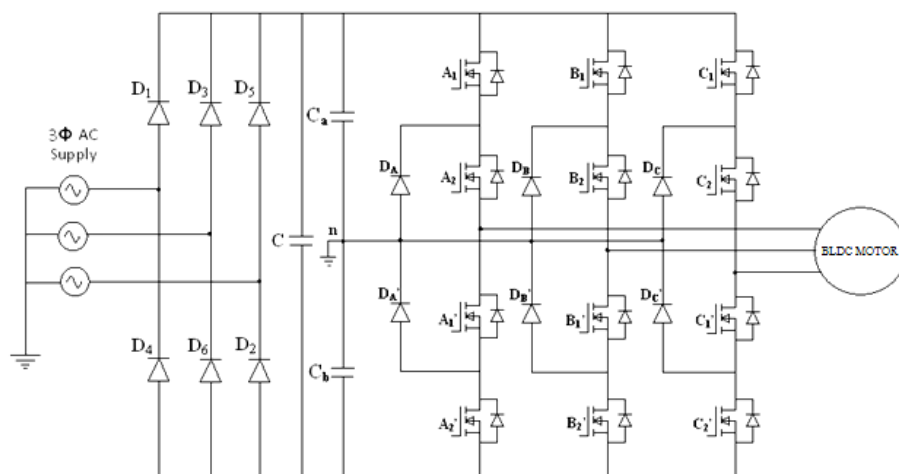 D1
D3
D5
3Φ AC
Supply
Ca
C
n
Cb
D4
D6
D2
A1
B1
C1
DA
A2
DB
B2
DC
C2
BLDC MOTOR
DA'
A1'
DB'
B1'
DC'
C1'
A2'
B2'
C2'